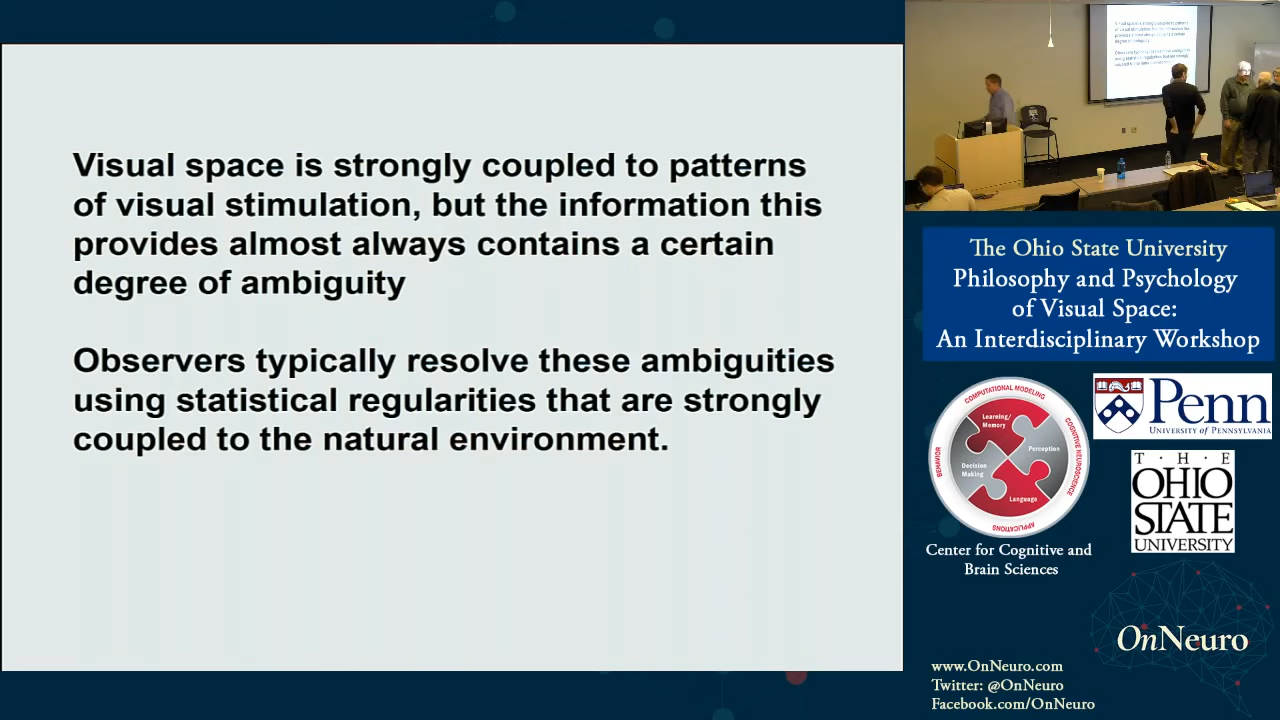 Visual space is strongly coupled to patterns
of visual stimulation, but the information this
provides almost always contains a certain
degree of ambiguity
Observers typically resolve these ambiguities
using statistical regularities that are strongly
coupled to the natural environment.
The Ohio State University
Philosophy and Psychology
of Visual Space:
An Interdisciplinary Workshop
COMPUTATIONAL MODELING
COGNITIVE NEUROSCIENCE
APPLICATIONS
BEHAVIOR
Learning/
Memory
Perception
Decision
Making
Language
Penn
UNIVERSITY of PENNSYLVANIA
T · H · E
OHIO
STATE
UNIVERSITY
Center for Cognitive and
Brain Sciences
OnNeuro
www.OnNeuro.com
Twitter: @OnNeuro
Facebook.com/OnNeuro